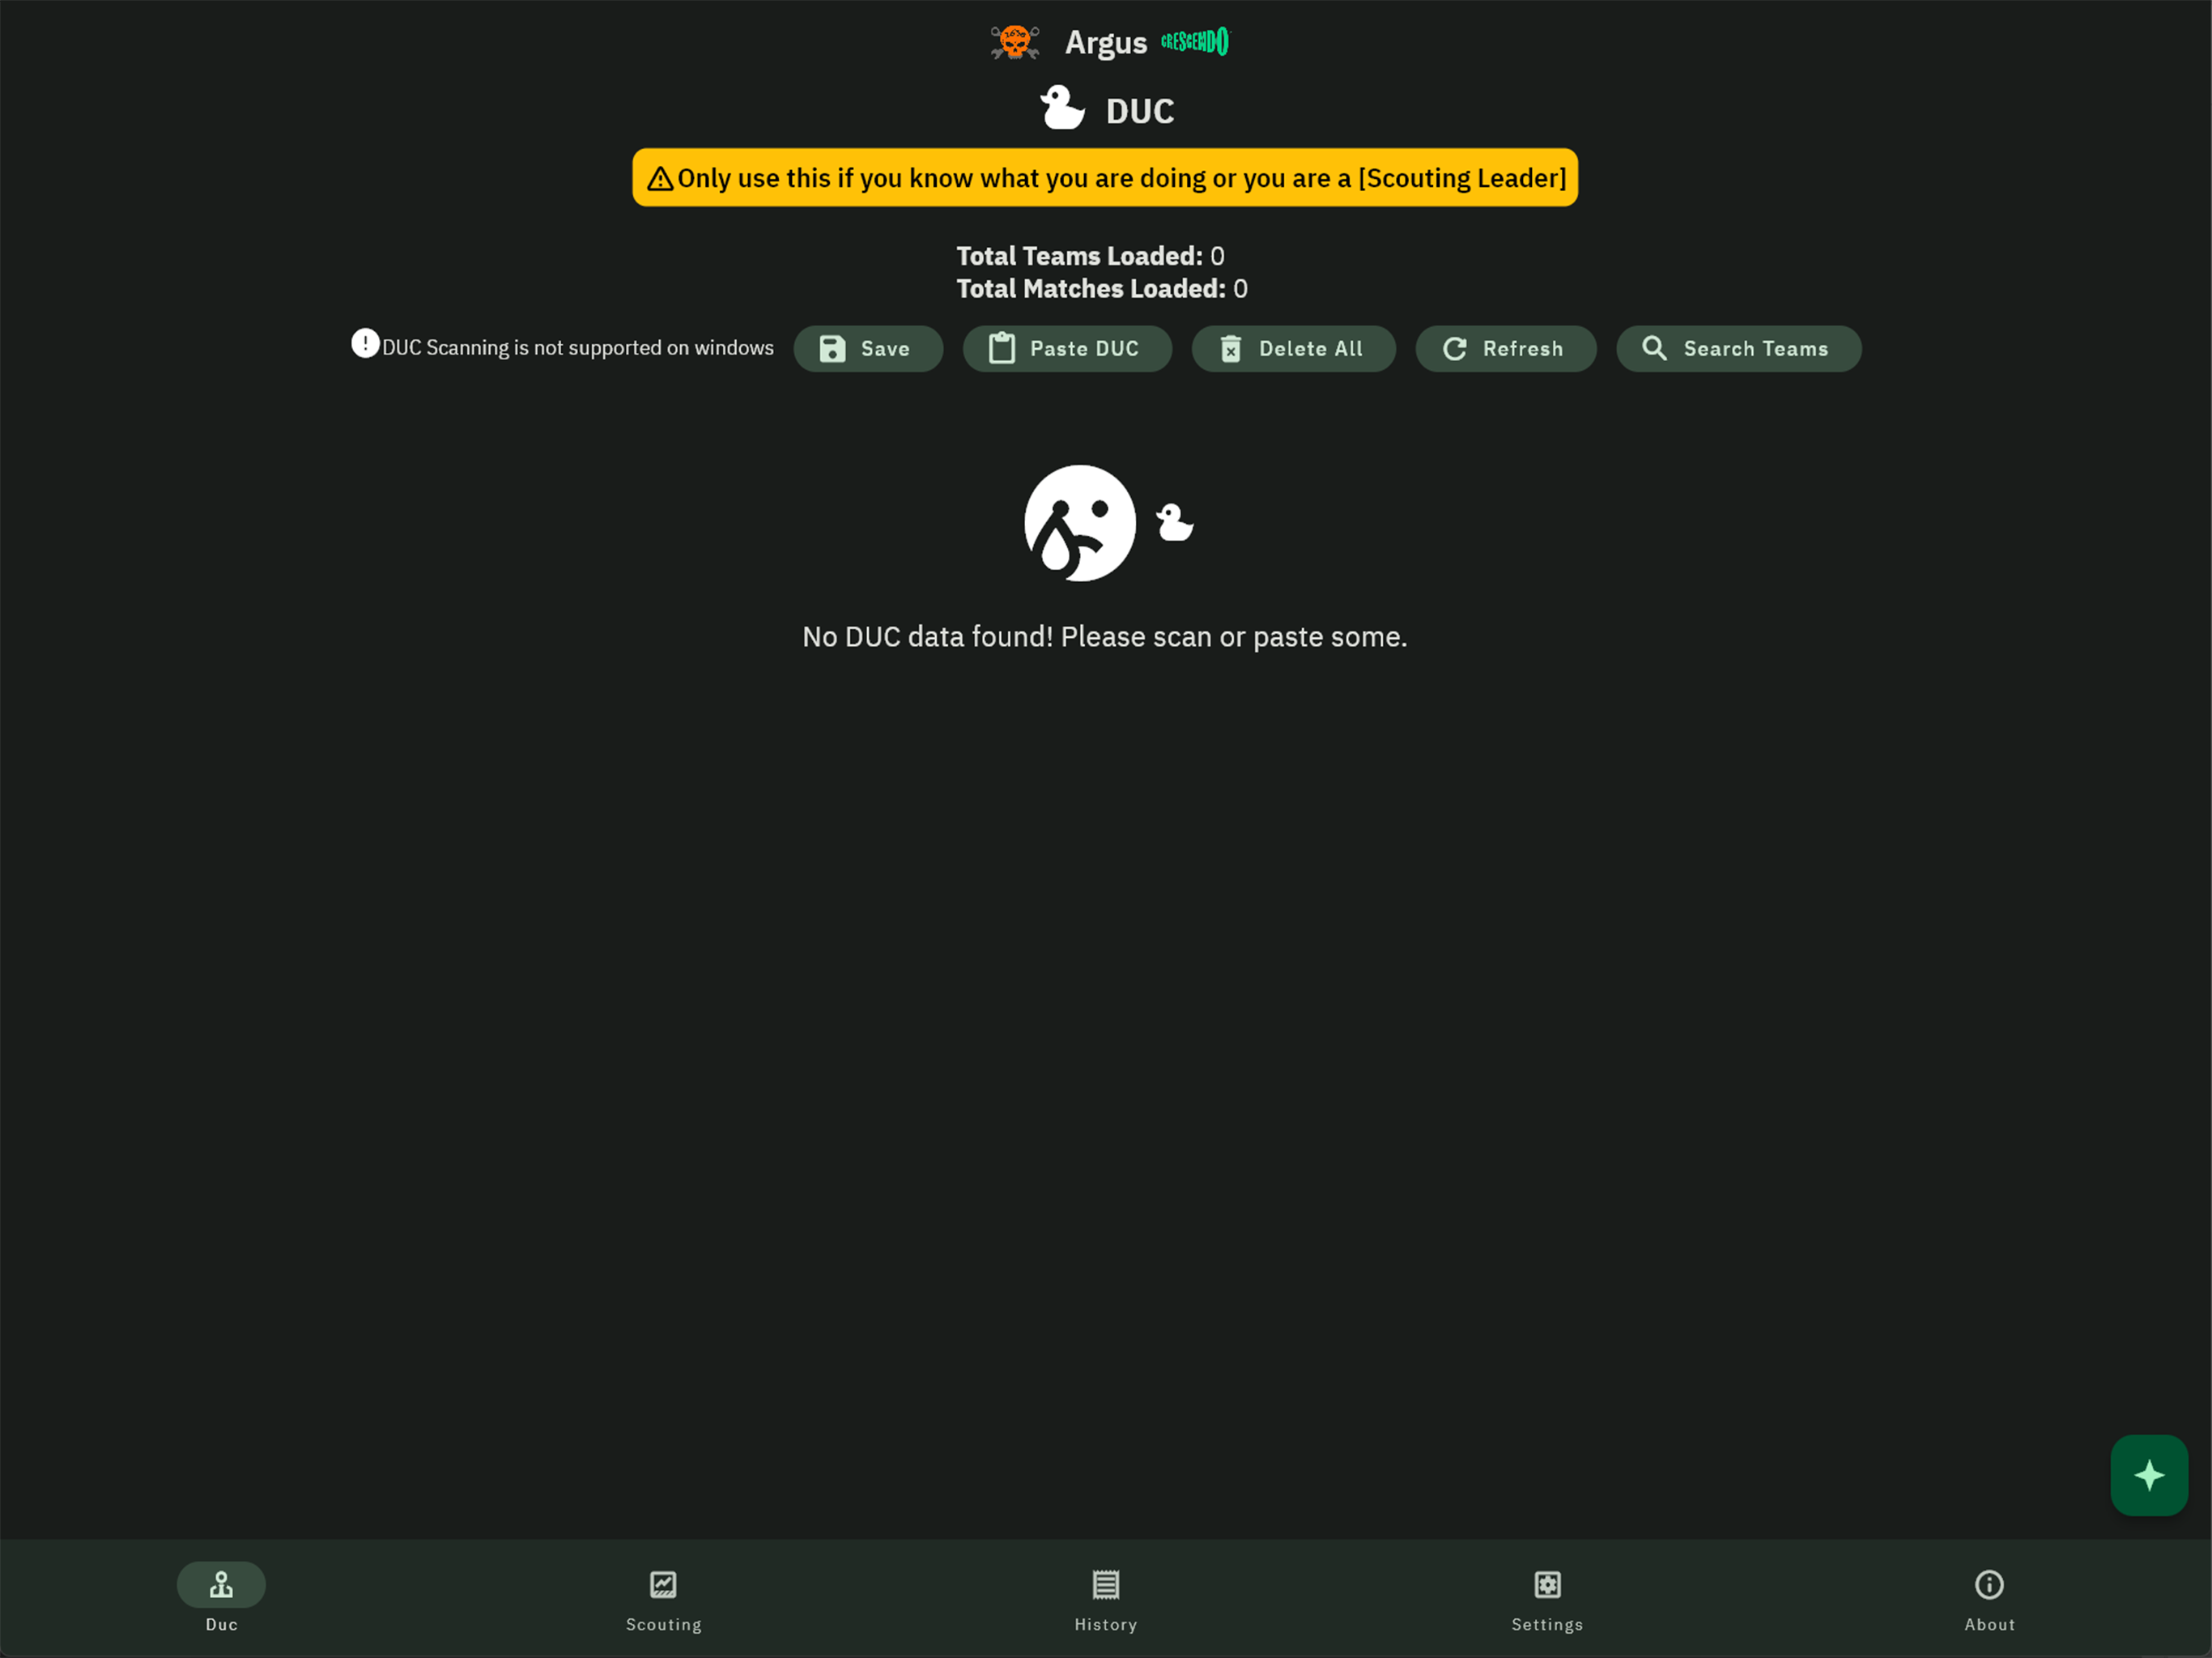 Argus CRESCENDO
DUC
Only use this if you know what you are doing or you are a [Scouting Leader]
Total Teams Loaded: 0
Total Matches Loaded: 0
DUC Scanning is not supported on windows Save Paste DUC Delete All Refresh Search Teams
No DUC data found! Please scan or paste some.
Duc Scouting History Settings About